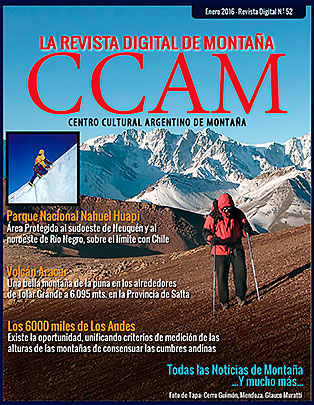 Enero 2016 - Revista Digital N.º 52
LA REVISTA DIGITAL DE MONTAÑA
CCAM
CENTRO CULTURAL ARGENTINO DE MONTAÑA
Parque Nacional Nahuel Huapi
Área Protegida al sudoeste de Neuquén y al
noroeste de Río Negro, sobre el límite con Chile
Volcán Aracar
Una bella montaña de la puna en los alrededores
de Tolar Grande a 6.095 mts. en la Provincia de Salta
Los 6000 miles de Los Andes
Existe la oportunidad, unificando criterios de medición de las
alturas de las montañas de consensuar las cumbres andinas
Todas las Noticias de Montaña
...Y mucho más...
Foto de Tapa: Cerro Guimón, Mendoza. Glauco Muratti